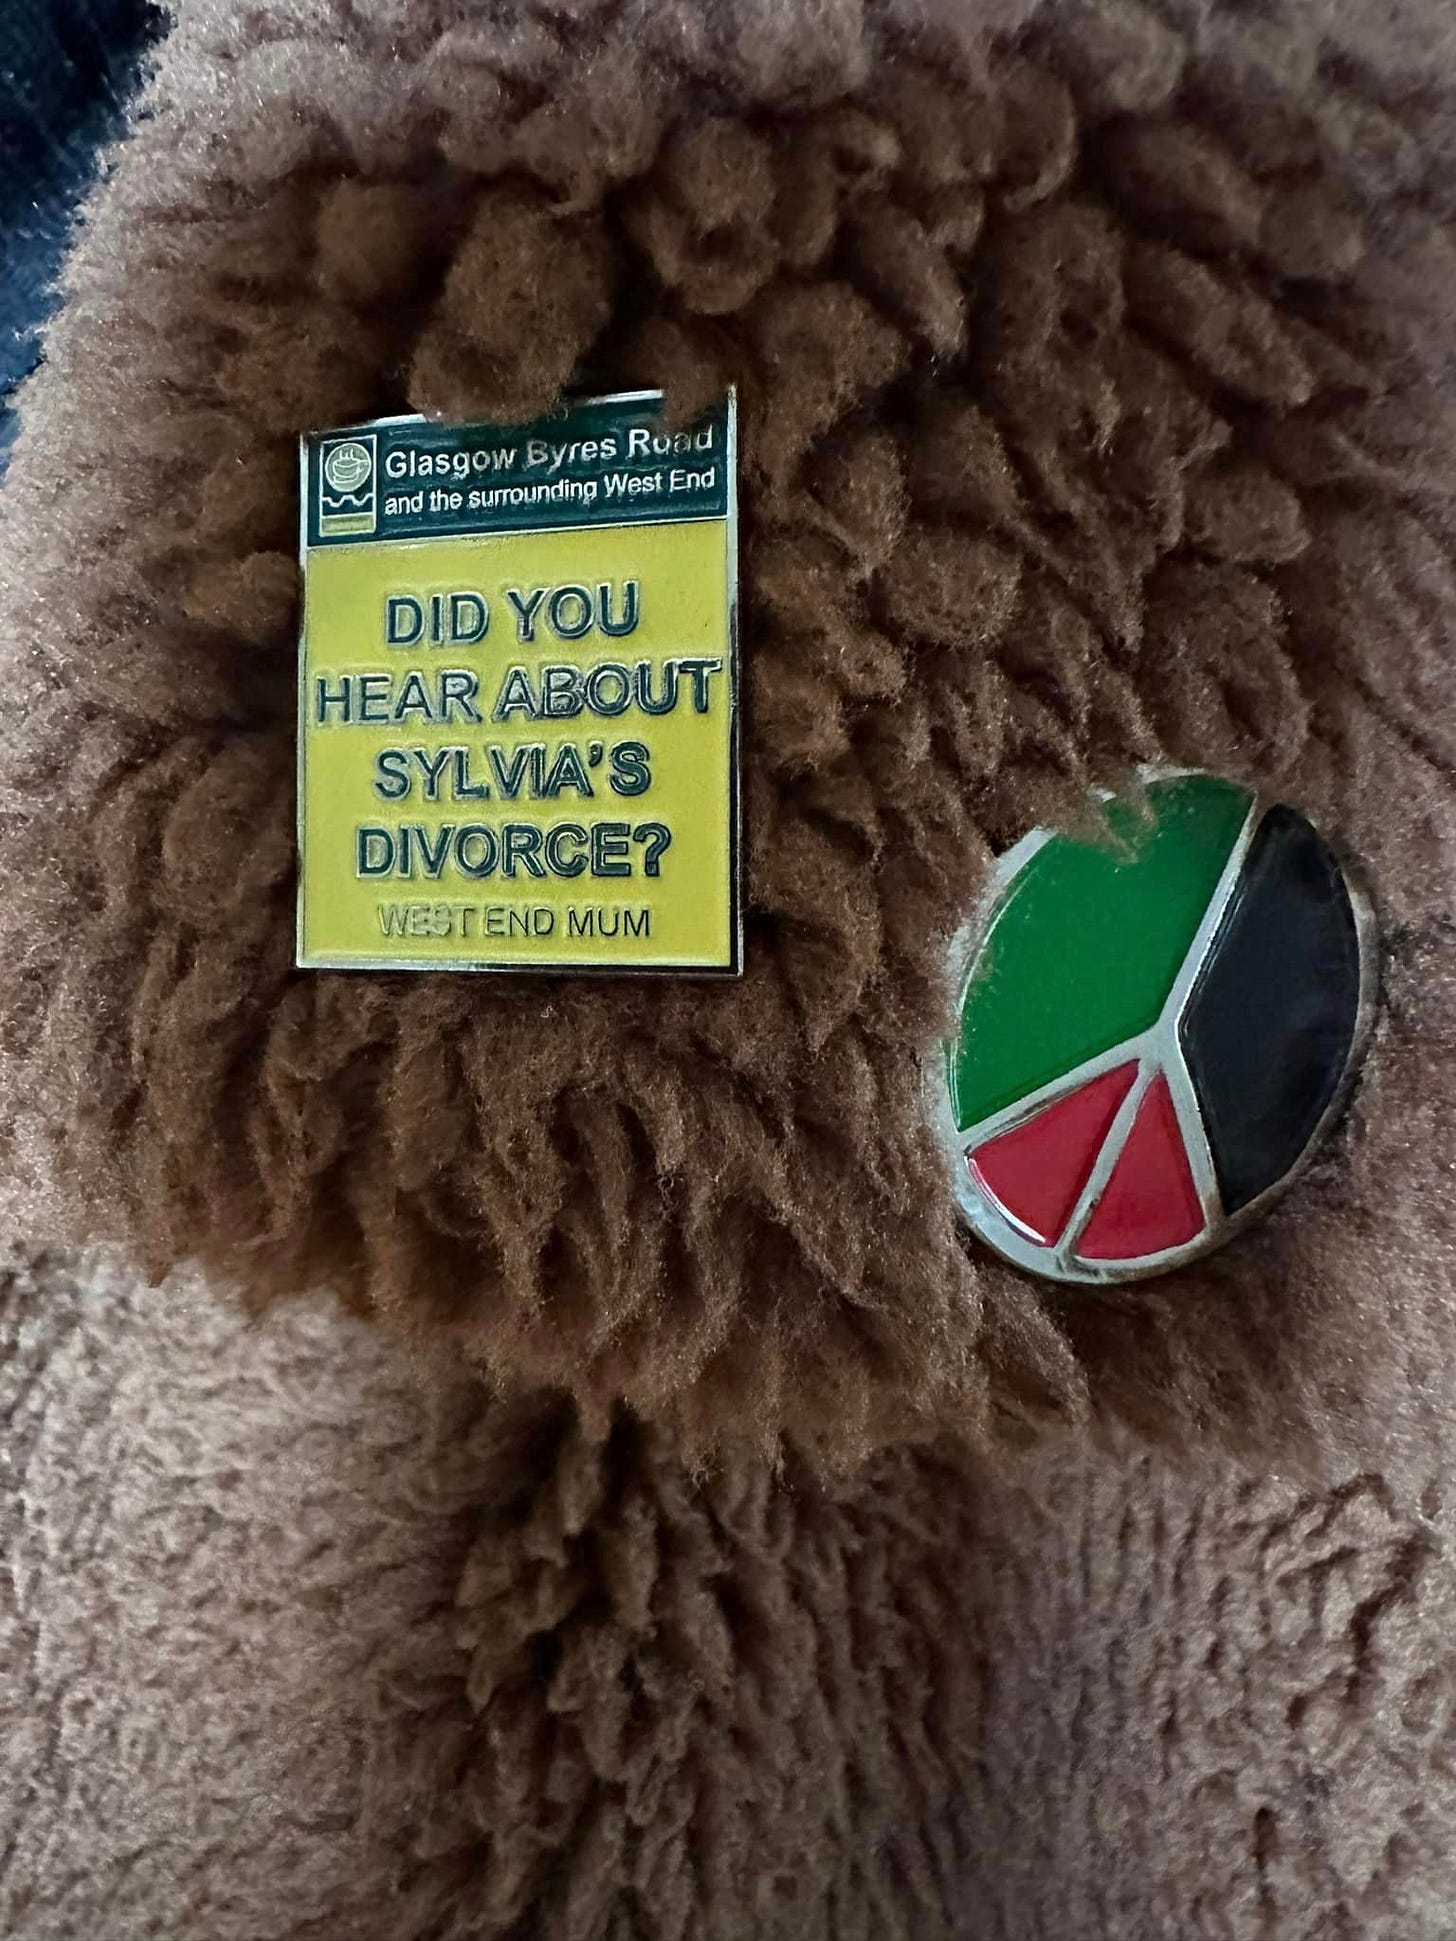 Glasgow Byres Road
and the surrounding West End
DID YOU
HEAR ABOUT
SYLVIA'S
DIVORCE?
WEST END MUM